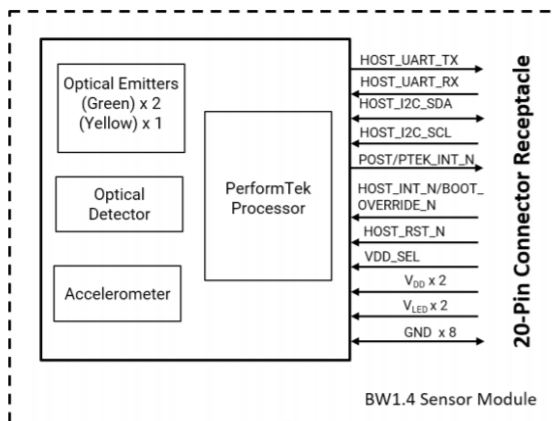 Optical Emitters
(Green) x 2
(Yellow) x 1
Optical
Detector
Accelerometer
PerformTek
Processor
HOST_UART_TX
HOST_UART_RX
HOST_I2C_SDA
HOST_I2C_SCL
POST/PTEK_INT_N
HOST_INT_N/BOOT_
OVERRIDE_N
HOST_RST_N
VDD_SEL
VDD x 2
VLED x 2
GND x 8
20-Pin Connector Receptacle
BW1.4 Sensor Module